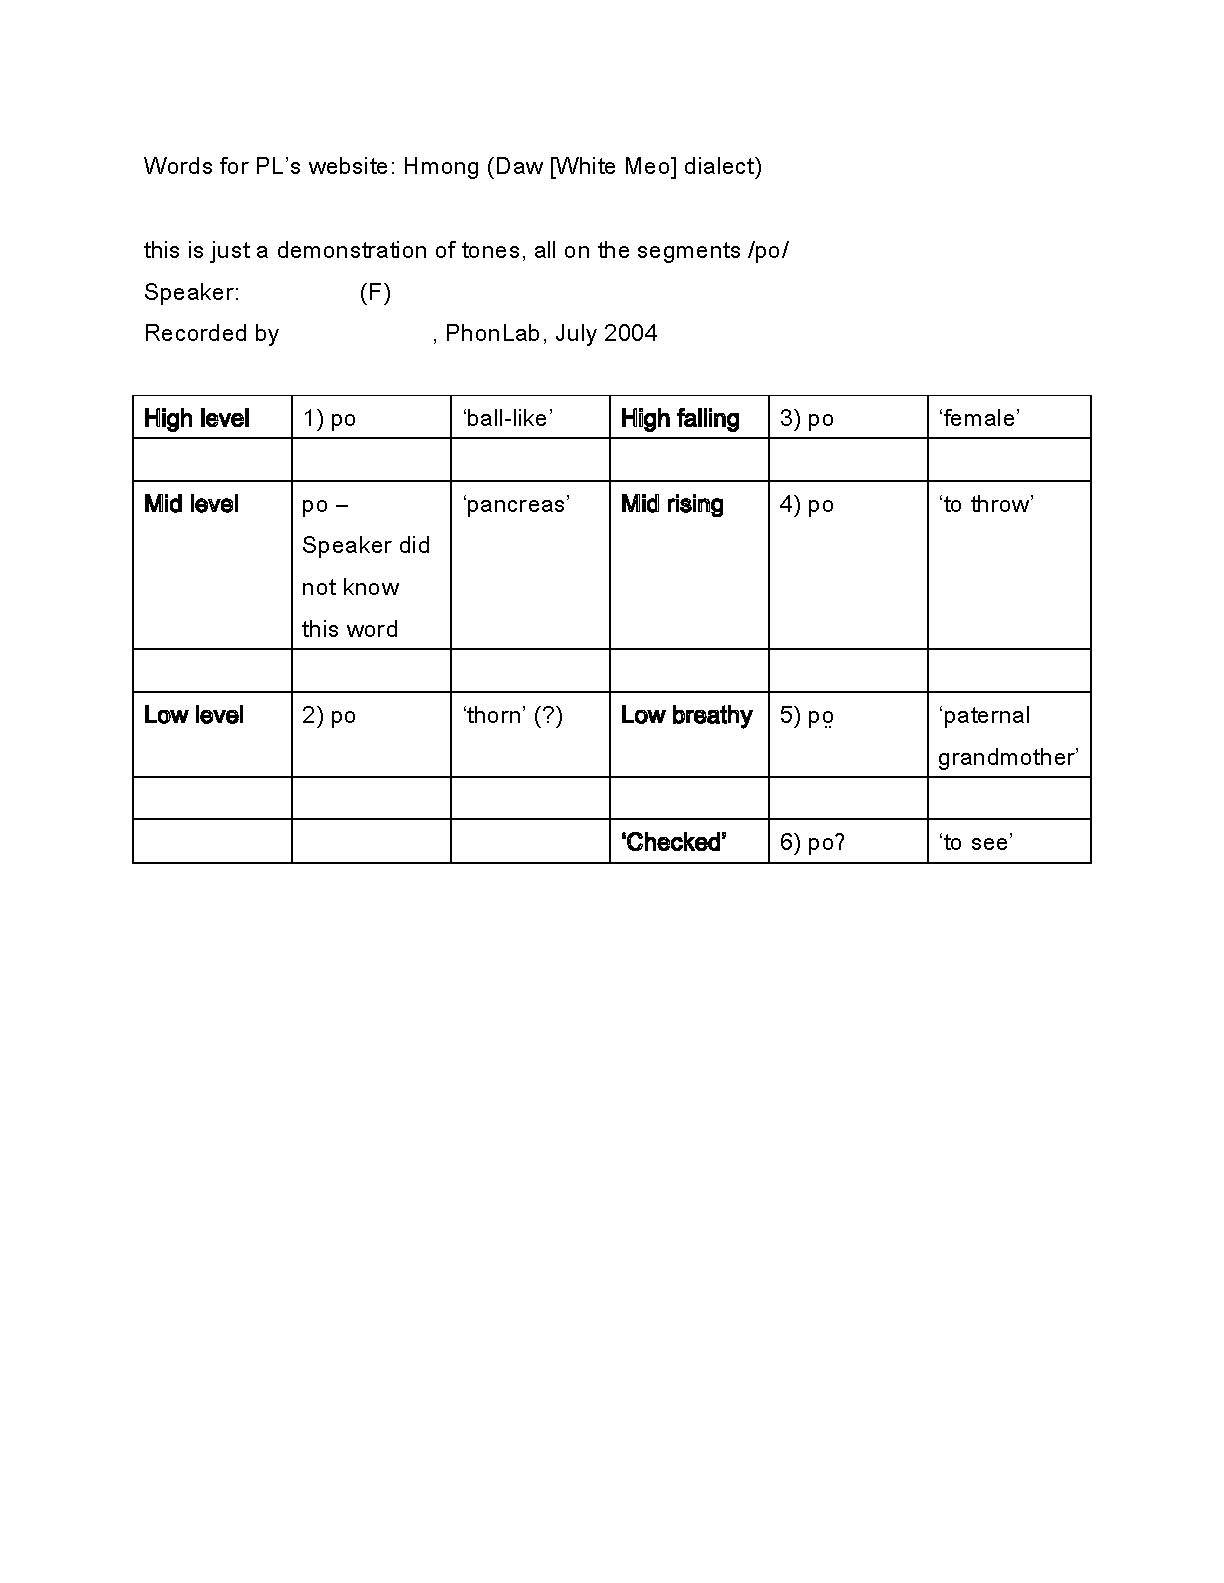 Words for PL’s website: Hmong (Daw [White Meo] dialect)
this is just a demonstration of tones, all on the segments /po/
Speaker: (F)
Recorded by , PhonLab, July 2004
High level 1) po ‘ball-like’ High falling 3) po ‘female’
Mid level po – ‘pancreas’ Mid rising 4) po ‘to throw’
Speaker did
not know
this word
Low level 2) po ‘thorn’ (?) Low breathy 5) po̤ ‘paternal
grandmother’
‘Checked’ 6) po? ‘to see’